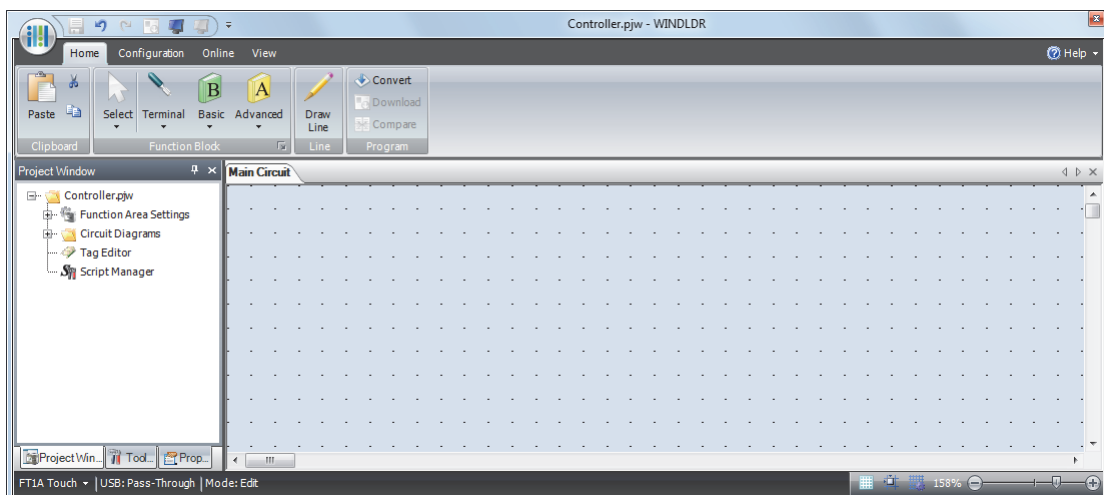 Controller.pjw - WINDLDR
Home Configuration Online View Help
Paste Select Terminal Basic Advanced Draw Line
B A
Convert
Download
Compare
Clipboard Function Block Line Program
Project Window Main Circuit
Controller.pjw
Function Area Settings
Circuit Diagrams
Tag Editor
Script Manager
Project Win... Tool... Prop...
FT1A Touch USB: Pass-Through Mode: Edit 158%